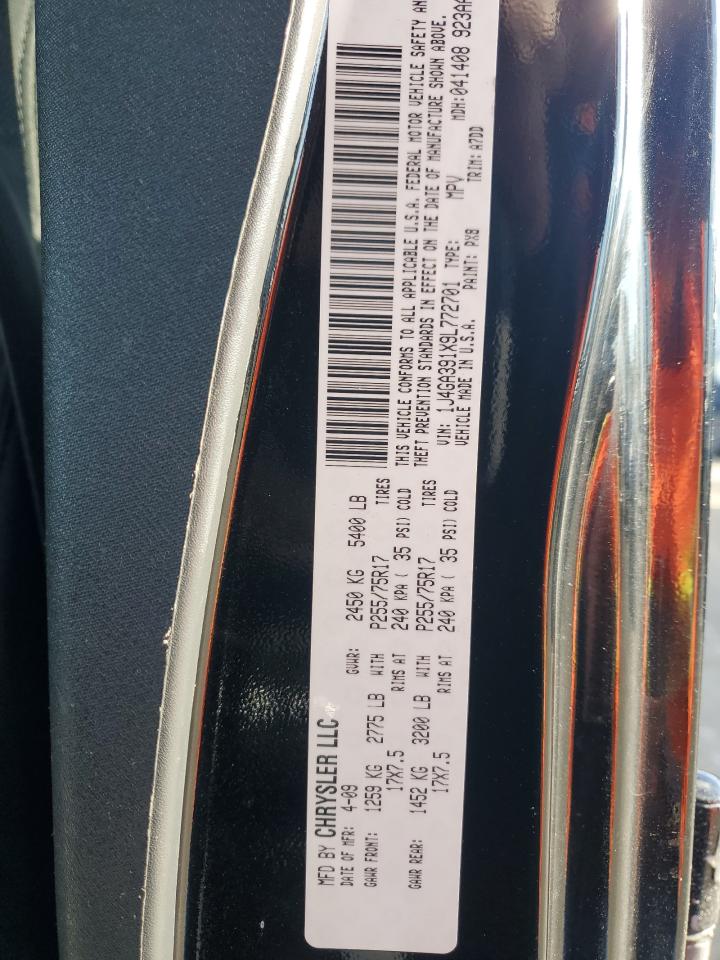 MFD BY CHRYSLER LLC
DATE OF MFR: 4-09 GVWR: 2450 KG 5400 LB
GAWR FRONT: 1259 KG 2775 LB WITH P255/75R17 TIRES
17X7.5 RIMS AT 240 KPA ( 35 PSI) COLD
GAWR REAR: 1452 KG 3200 LB WITH P255/75R17 TIRES
17X7.5 RIMS AT 240 KPA ( 35 PSI) COLD
THIS VEHICLE CONFORMS TO ALL APPLICABLE U.S.A. FEDERAL MOTOR VEHICLE SAFETY AN
THEFT PREVENTION STANDARDS IN EFFECT ON THE DATE OF MANUFACTURE SHOWN ABOVE.
VIN: 1J4GA391X9L772701 TYPE: MPV MDH:041408 923AA
VEHICLE MADE IN U.S.A. PAINT: PX8 TRIM: A7DD